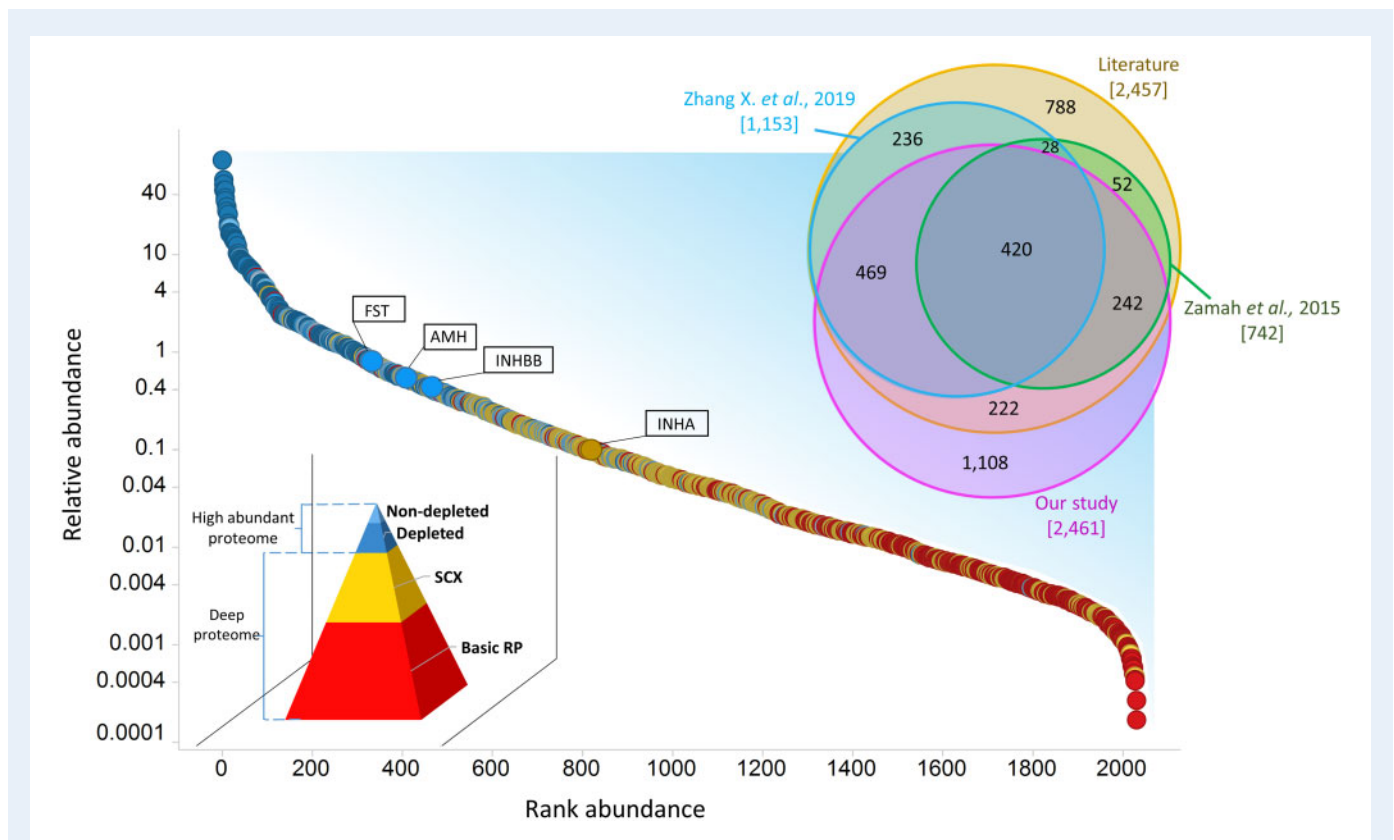 Literature
[2,457]
Zhang X. et al., 2019
[1,153]
788
236
28
52
469
420
242
Zamah et al., 2015
[742]
222
1,108
Our study
[2,461]
Relative abundance
40
10
4
1
0.4
0.1
0.04
0.01
0.004
0.001
0.0004
0.0001
FST
AMH
INHBB
INHA
High abundant
proteome
Non-depleted
Depleted
SCX
Deep
proteome
Basic RP
0 200 400 600 800 1000 1200 1400 1600 1800 2000
Rank abundance